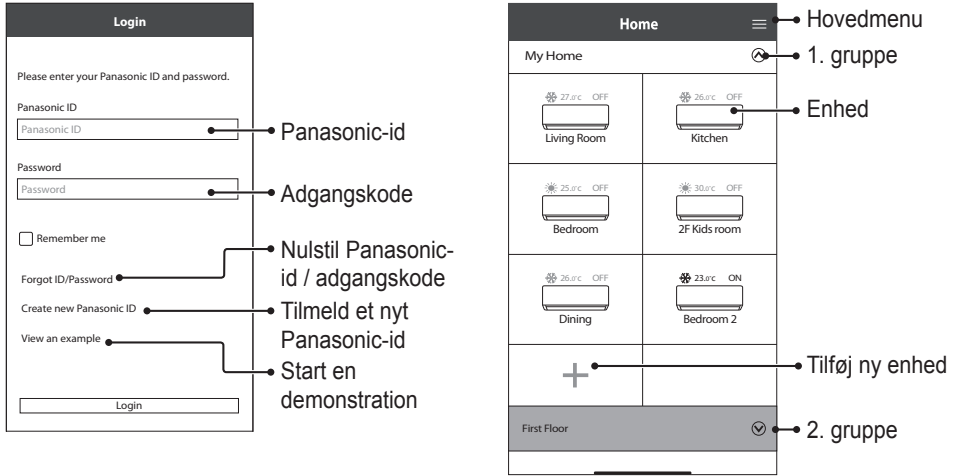 Login
Please enter your Panasonic ID and password.
Panasonic ID
Panasonic ID
Password
Password
Remember me
Forgot ID/Password
Create new Panasonic ID
View an example
Login
Panasonic-id
Adgangskode
Nulstil Panasonic-
id / adgangskode
Tilmeld et nyt
Panasonic-id
Start en
demonstration
Home
My Home
27.0°C OFF
Living Room
26.0°C OFF
Kitchen
25.0°C OFF
Bedroom
30.0°C OFF
2F Kids room
26.0°C OFF
Dining
23.0°C ON
Bedroom 2
First Floor
Hovedmenu
1. gruppe
Enhed
Tilføj ny enhed
2. gruppe